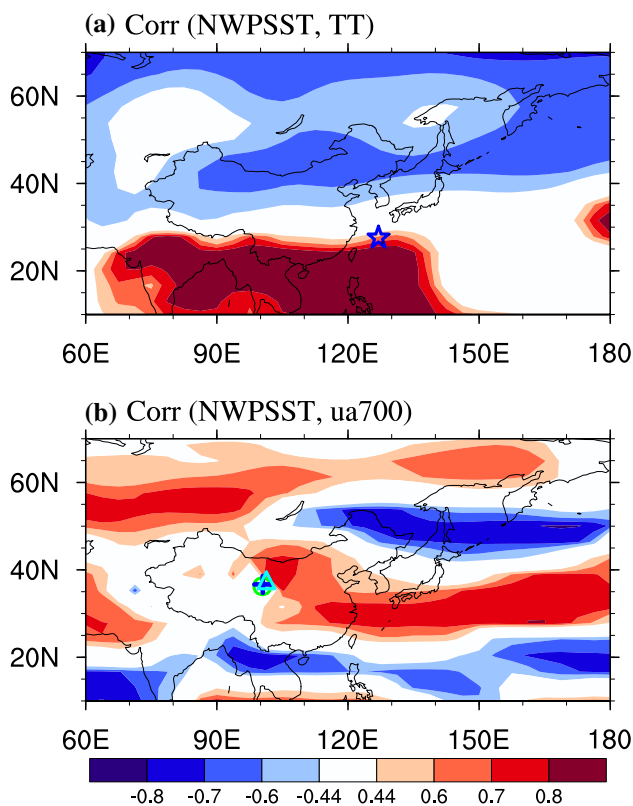 (a) Corr (NWPSST, TT)
60N
40N
20N
60E 90E 120E 150E 180
(b) Corr (NWPSST, ua700)
60N
40N
20N
60E 90E 120E 150E 180
-0.8 -0.7 -0.6 -0.44 0.44 0.6 0.7 0.8